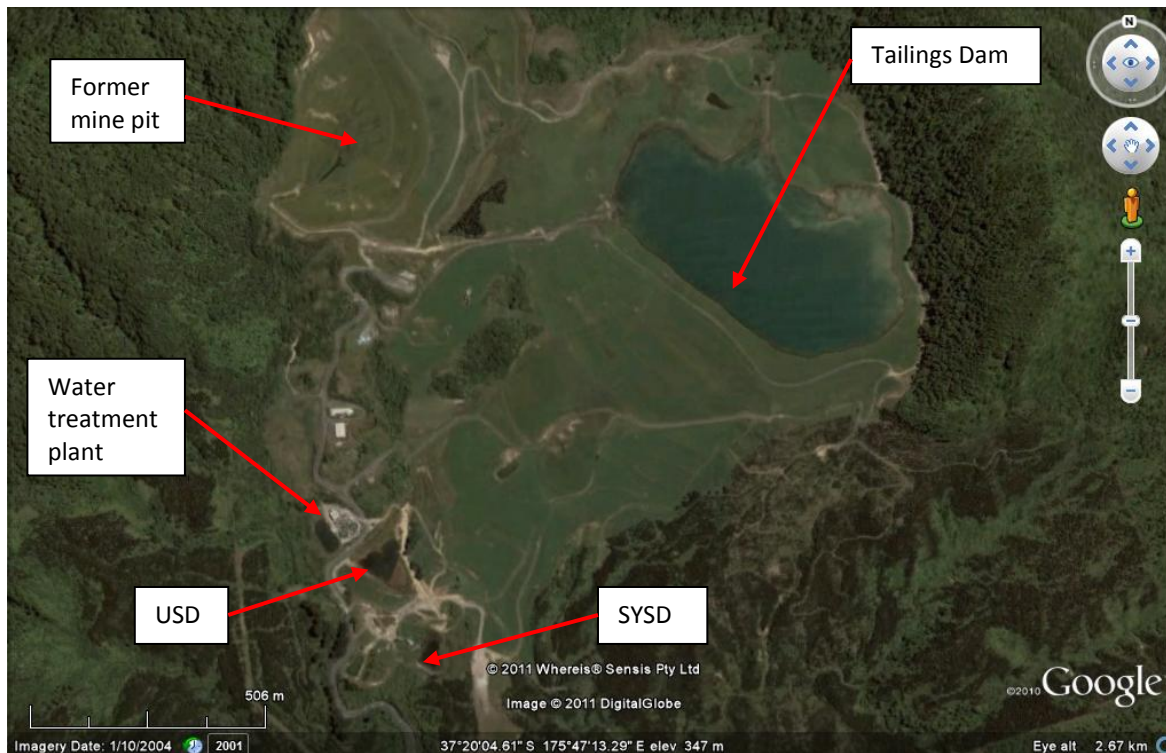 N
Tailings Dam
Former
mine pit
Water
treatment
plant
USD
SYSD
© 2011 Whereis® Sensis Pty Ltd
506 m
©2010 Google
Image © 2011 DigitalGlobe
Imagery Date: 1/10/2004
2001
37°20'04.61" S 175°47'13.29" E elev 347 m
Eye alt 2.67 km